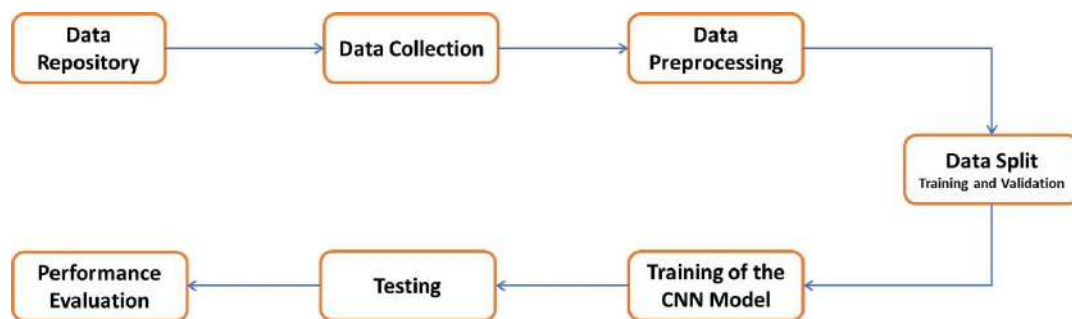 Data
Repository
Data Collection
Data
Preprocessing
Data Split
Training and Validation
Training of the
CNN Model
Testing
Performance
Evaluation